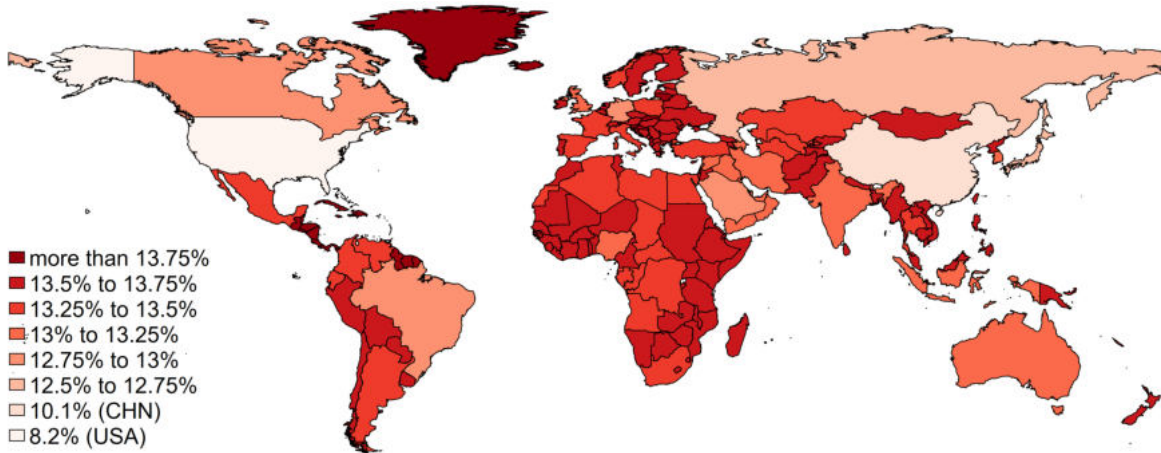 more than 13.75%
13.5% to 13.75%
13.25% to 13.5%
13% to 13.25%
12.75% to 13%
12.5% to 12.75%
10.1% (CHN)
8.2% (USA)